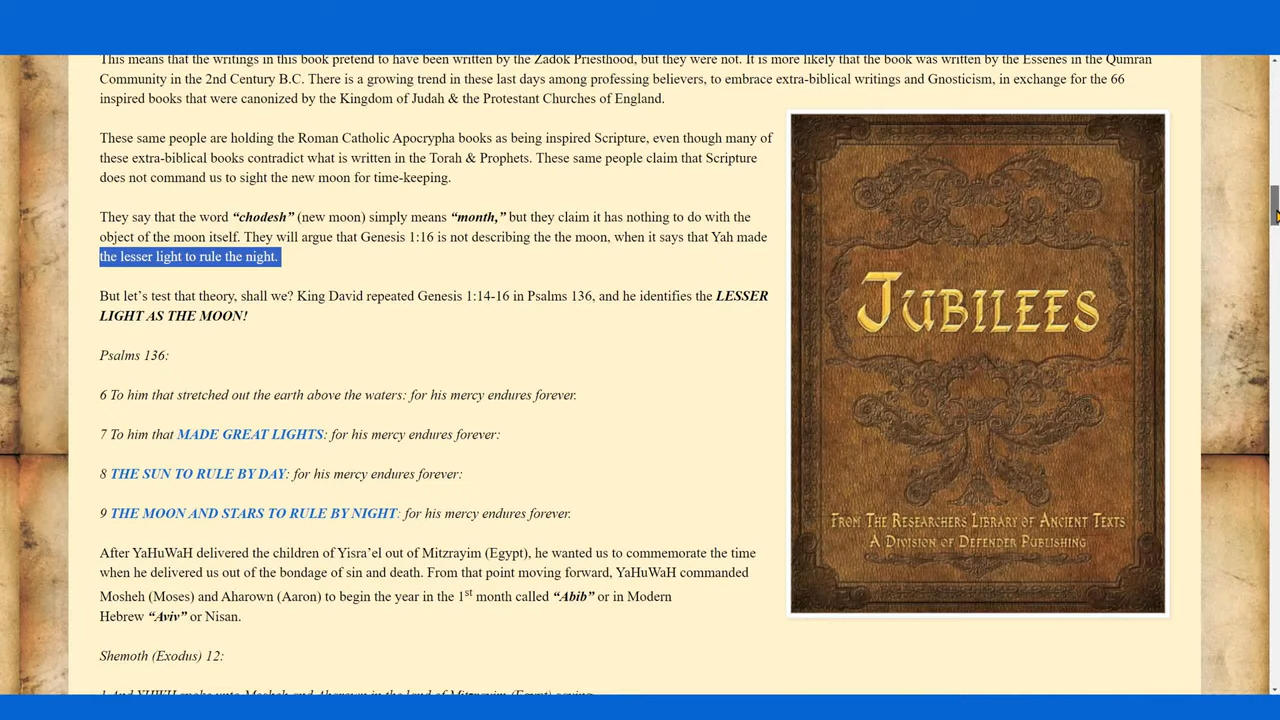 This means that the writings in this book pretend to have been written by the Zadok Priesthood, but they were not. It is more likely that the book was written by the Essenes in the Qumran
Community in the 2nd Century B.C. There is a growing trend in these last days among professing believers, to embrace extra-biblical writings and Gnosticism, in exchange for the 66
inspired books that were canonized by the Kingdom of Judah & the Protestant Churches of England.
These same people are holding the Roman Catholic Apocrypha books as being inspired Scripture, even though many of
these extra-biblical books contradict what is written in the Torah & Prophets. These same people claim that Scripture
does not command us to sight the new moon for time-keeping.
They say that the word “chodesh” (new moon) simply means “month,” but they claim it has nothing to do with the
object of the moon itself. They will argue that Genesis 1:16 is not describing the the moon, when it says that Yah made
the lesser light to rule the night.
But let’s test that theory, shall we? King David repeated Genesis 1:14-16 in Psalms 136, and he identifies the LESSER
LIGHT AS THE MOON!
Psalms 136:
6 To him that stretched out the earth above the waters: for his mercy endures forever.
7 To him that MADE GREAT LIGHTS: for his mercy endures forever:
8 THE SUN TO RULE BY DAY: for his mercy endures forever:
9 THE MOON AND STARS TO RULE BY NIGHT: for his mercy endures forever.
After YaHuWaH delivered the children of Yisra’el out of Mitzrayim (Egypt), he wanted us to commemorate the time
when he delivered us out of the bondage of sin and death. From that point moving forward, YaHuWaH commanded
Mosheh (Moses) and Aharown (Aaron) to begin the year in the 1st month called “Abib” or in Modern
Hebrew “Aviv” or Nisan.
Shemoth (Exodus) 12:
1 And YHWH spoke unto Mosheh and Aharown in the land of Mitzrayim (Egypt) saying,
JUBILEES
FROM THE RESEARCHERS LIBRARY OF ANCIENT TEXTS
A DIVISION OF DEFENDER PUBLISHING